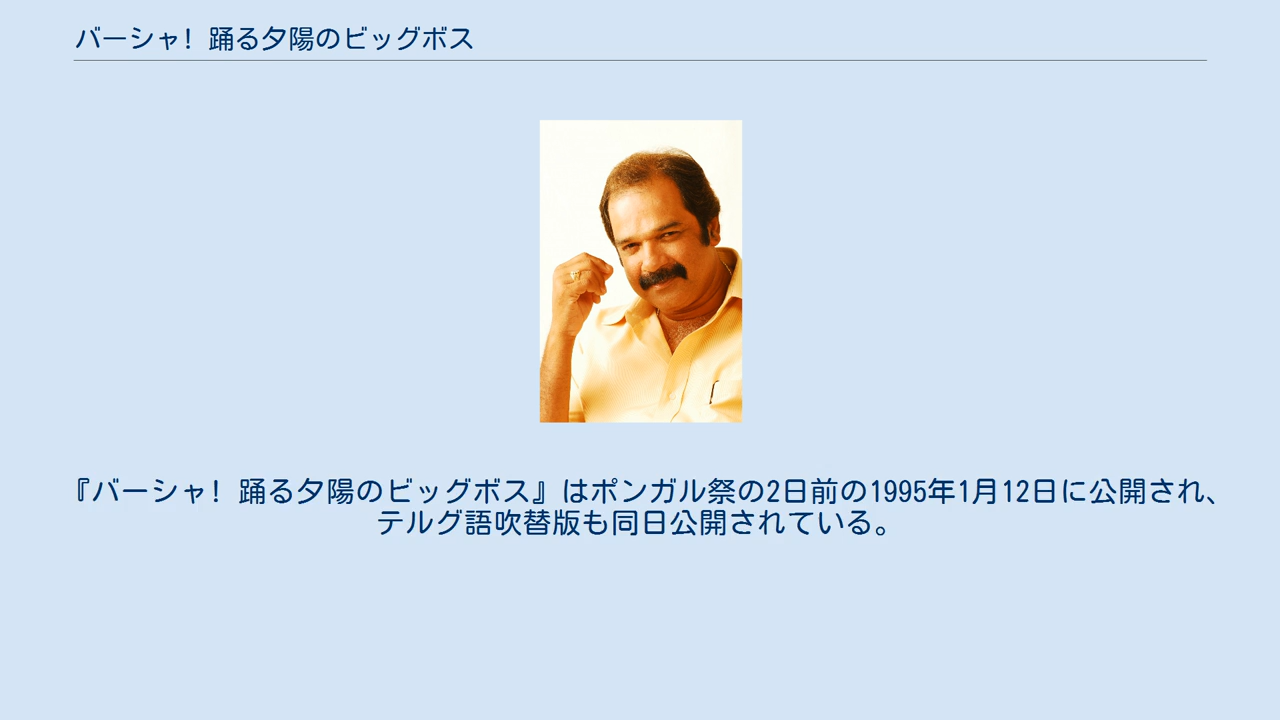 バーシャ! 踊る夕陽のビッグボス
『バーシャ! 踊る夕陽のビッグボス』はポンガル祭の2日前の1995年1月12日に公開され、
テルグ語吹替版も同日公開されている。